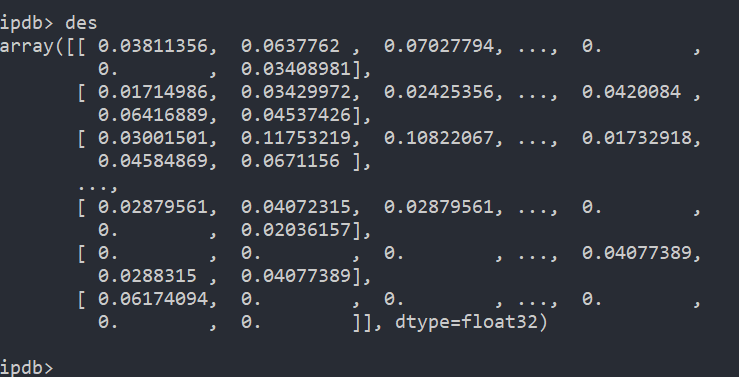 ipdb> des
array([[ 0.03811356,  0.0637762 ,  0.07027794, ...,  0.        ,
         0.        ,  0.03408981],
       [ 0.01714986,  0.03429972,  0.02425356, ...,  0.0420084 ,
         0.06416889,  0.04537426],
       [ 0.03001501,  0.11753219,  0.10822067, ...,  0.01732918,
         0.04584869,  0.0671156 ],
       ...,
       [ 0.02879561,  0.04072315,  0.02879561, ...,  0.        ,
         0.        ,  0.02036157],
       [ 0.        ,  0.        ,  0.        , ...,  0.04077389,
         0.0288315 ,  0.04077389],
       [ 0.06174094,  0.        ,  0.        , ...,  0.        ,
         0.        ,  0.        ]], dtype=float32)
ipdb>